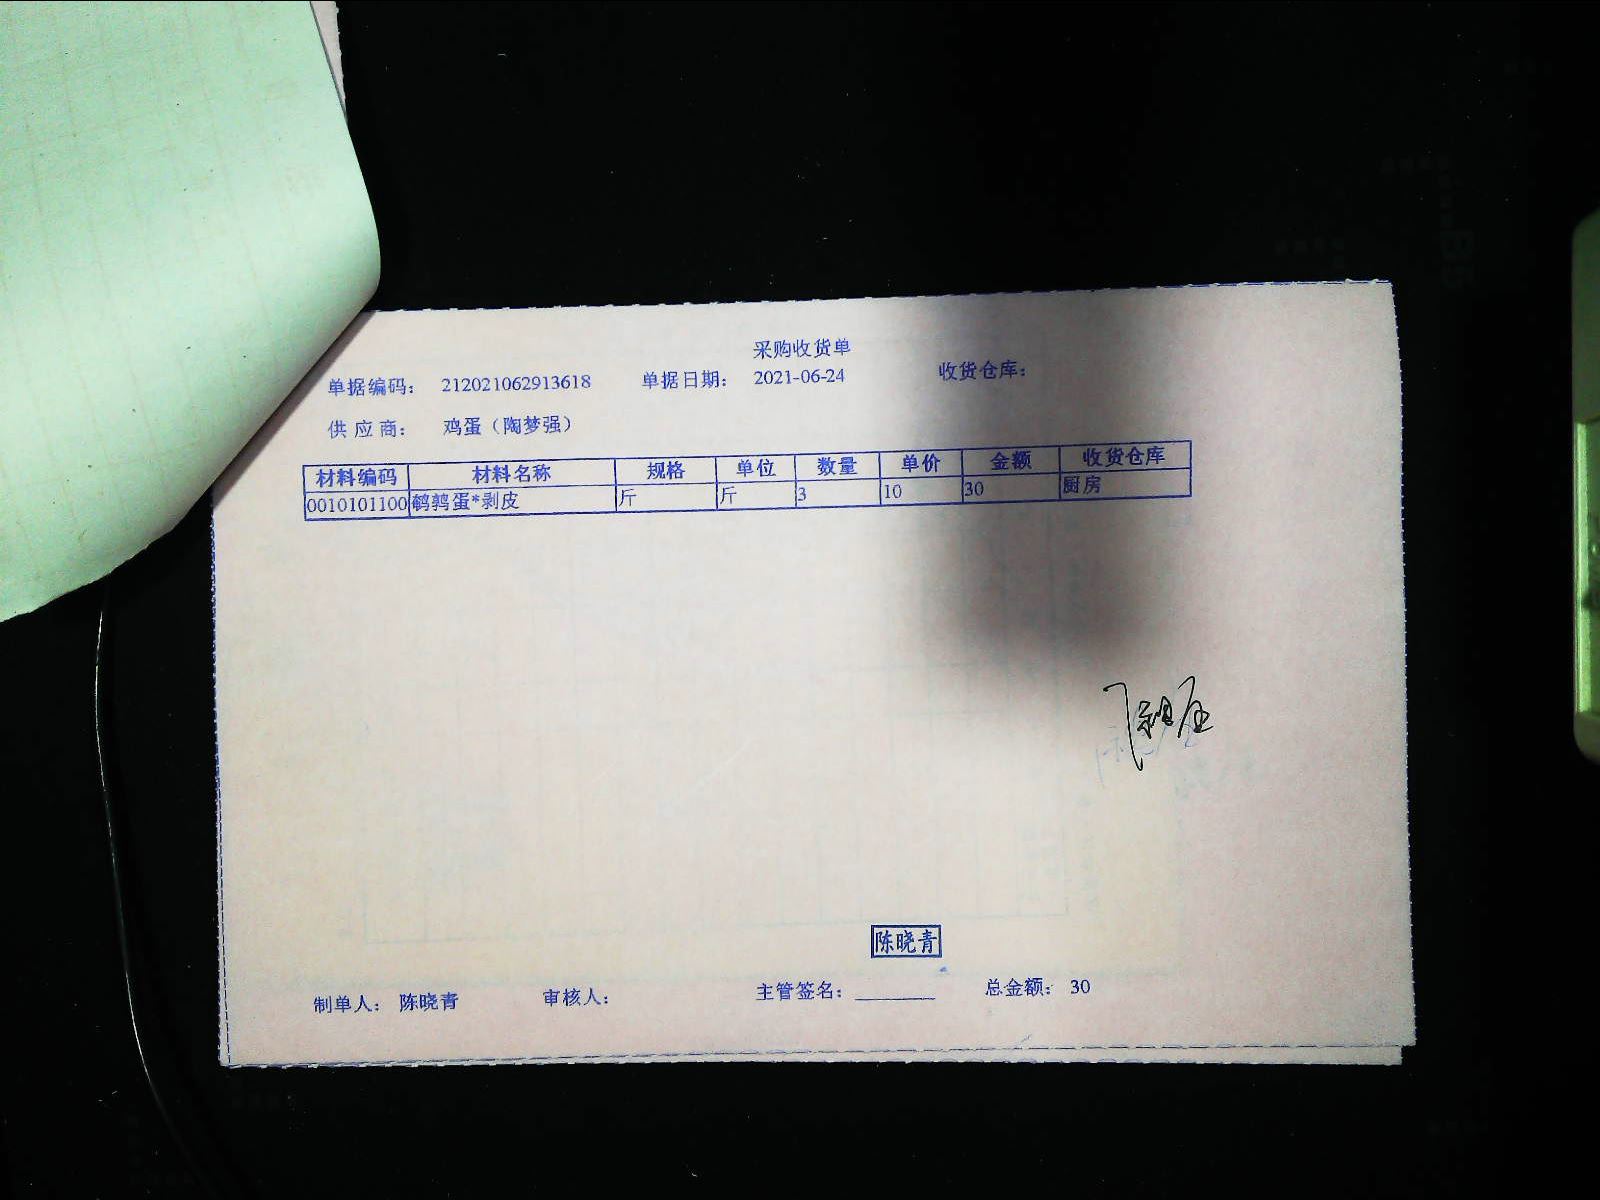 采购收货单
单据编码： 212021062913618 单据日期： 2021-06-24 收货仓库：
供 应 商： 鸡蛋（陶梦强）
材料编码 材料名称 规格 单位 数量 单价 金额 收货仓库
0010101100 鹌鹑蛋*剥皮 斤 斤 3 10 30 厨房
陈晓青
制单人： 陈晓青 审核人： 主管签名：________ 总金额： 30